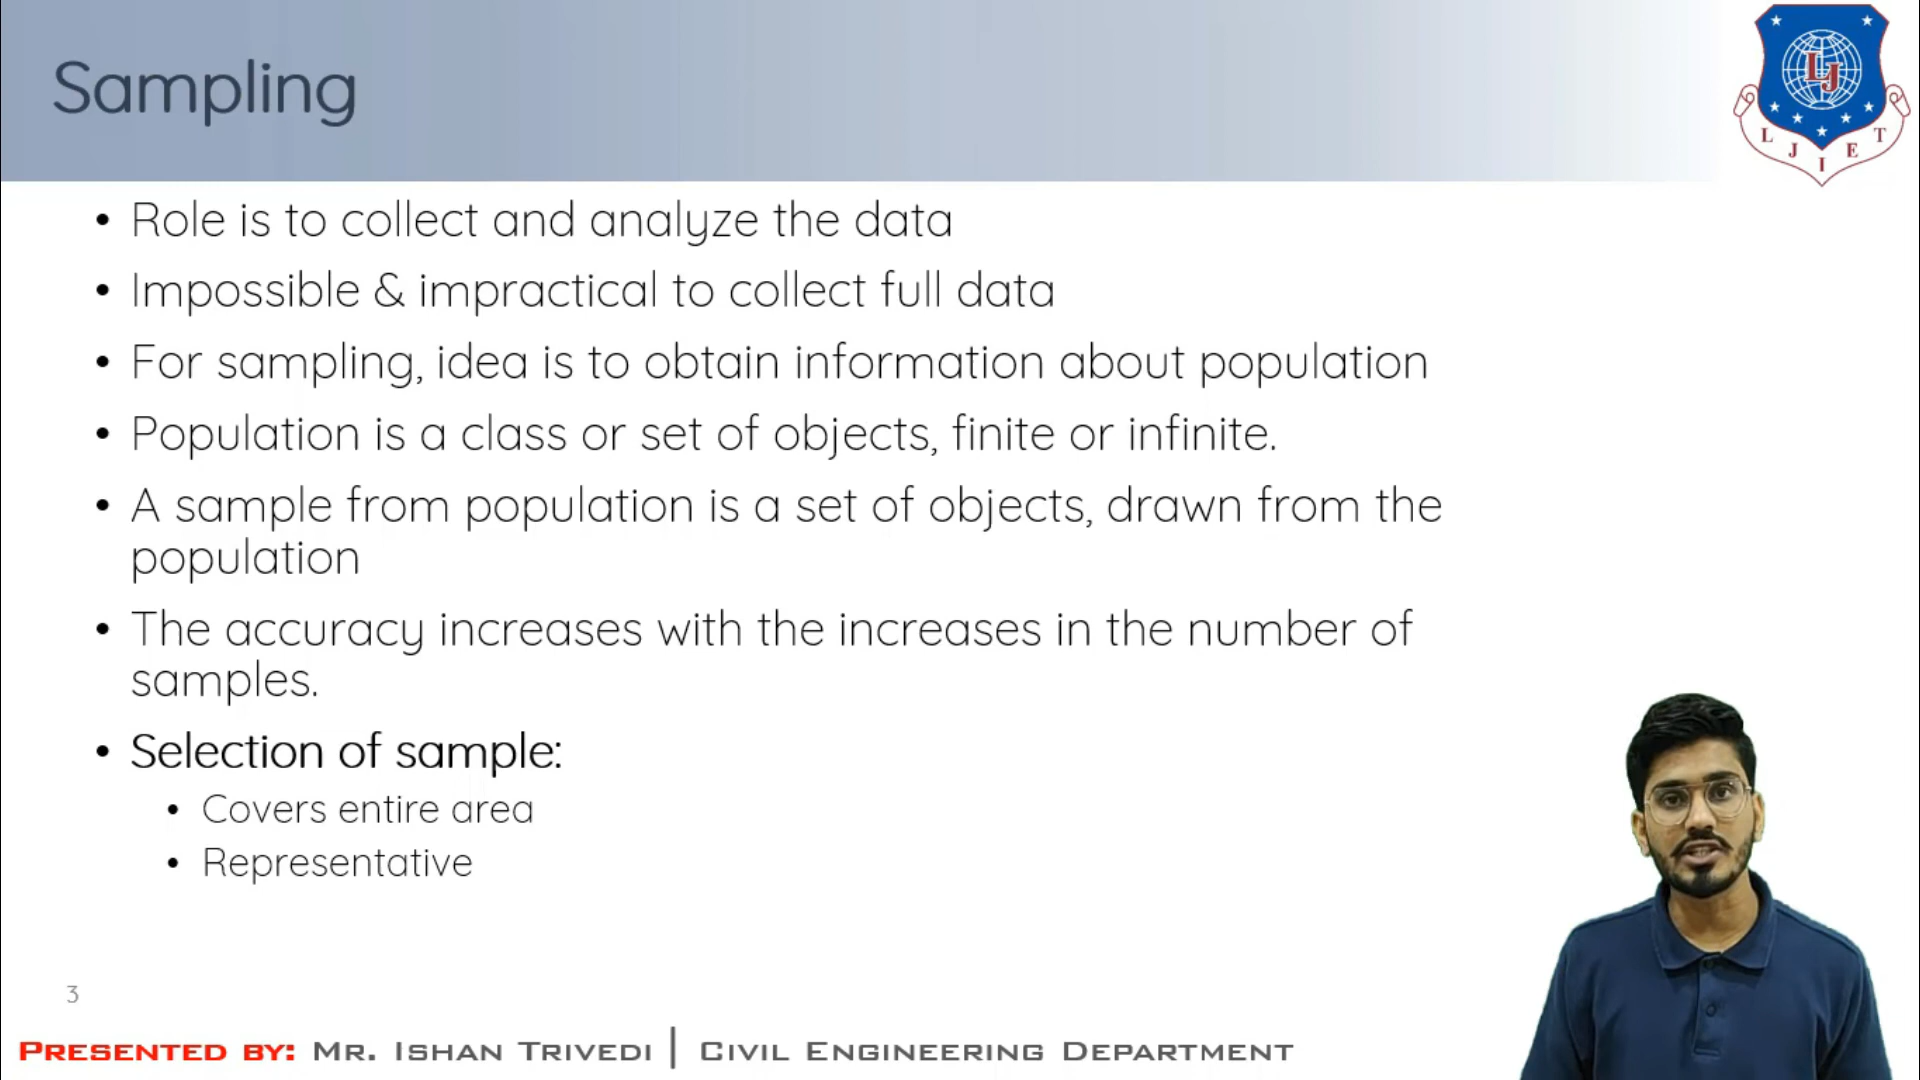 Sampling
LJ
L J I E T
• Role is to collect and analyze the data
• Impossible & impractical to collect full data
• For sampling, idea is to obtain information about population
• Population is a class or set of objects, finite or infinite.
• A sample from population is a set of objects, drawn from the
population
• The accuracy increases with the increases in the number of
samples.
• Selection of sample:
• Covers entire area
• Representative
3
Presented by: Mr. Ishan Trivedi | Civil Engineering Department